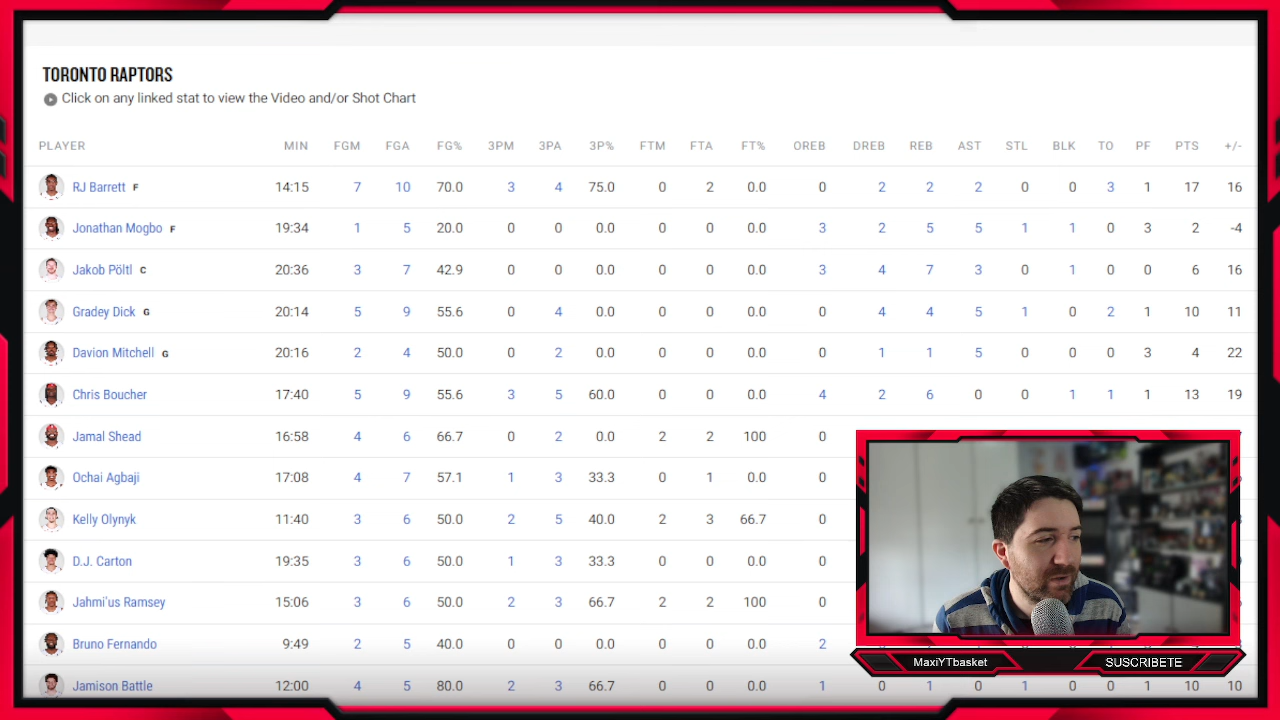 TORONTO RAPTORS
Click on any linked stat to view the Video and/or Shot Chart
PLAYER MIN FGM FGA FG% 3PM 3PA 3P% FTM FTA FT% OREB DREB REB AST STL BLK TO PF PTS +/-
RJ Barrett F 14:15 7 10 70.0 3 4 75.0 0 2 0.0 0 2 2 2 0 0 3 1 17 16
Jonathan Mogbo F 19:34 1 5 20.0 0 0 0.0 0 0 0.0 3 2 5 5 1 1 0 3 2 -4
Jakob Pöltl C 20:36 3 7 42.9 0 0 0.0 0 0 0.0 3 4 7 3 0 1 0 0 6 16
Gradey Dick G 20:14 5 9 55.6 0 4 0.0 0 0 0.0 0 4 4 5 1 0 2 1 10 11
Davion Mitchell G 20:16 2 4 50.0 0 2 0.0 0 0 0.0 0 1 1 5 0 0 0 3 4 22
Chris Boucher 17:40 5 9 55.6 3 5 60.0 0 0 0.0 4 2 6 0 0 1 1 1 13 19
Jamal Shead 16:58 4 6 66.7 0 2 0.0 2 2 100 0
Ochai Agbaji 17:08 4 7 57.1 1 3 33.3 0 1 0.0 0
Kelly Olynyk 11:40 3 6 50.0 2 5 40.0 2 3 66.7 0
D.J. Carton 19:35 3 6 50.0 1 3 33.3 0 0 0.0 0
Jahmi'us Ramsey 15:06 3 6 50.0 2 3 66.7 2 2 100 0
Bruno Fernando 9:49 2 5 40.0 0 0 0.0 0 0 0.0 2
Jamison Battle 12:00 4 5 80.0 2 3 66.7 0 0 0.0 1 0 1 0 1 0 0 1 10 10
MaxiYTbasket
SUSCRIBETE